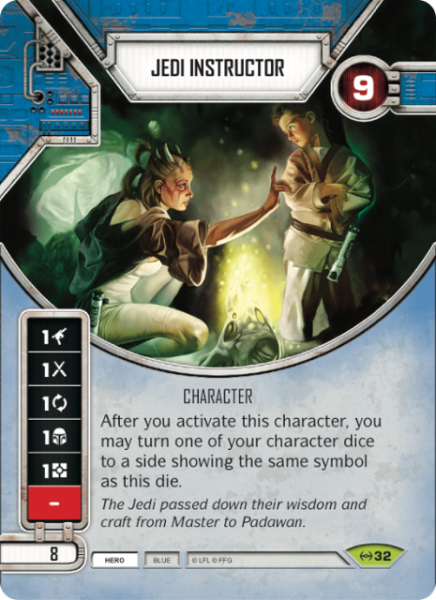 JEDI INSTRUCTOR
9
1
1
1
1
1
-
CHARACTER
After you activate this character, you
may turn one of your character dice
to a side showing the same symbol
as this die.
The Jedi passed down their wisdom and
craft from Master to Padawan.
8
HERO
BLUE
© LFL © FFG
32